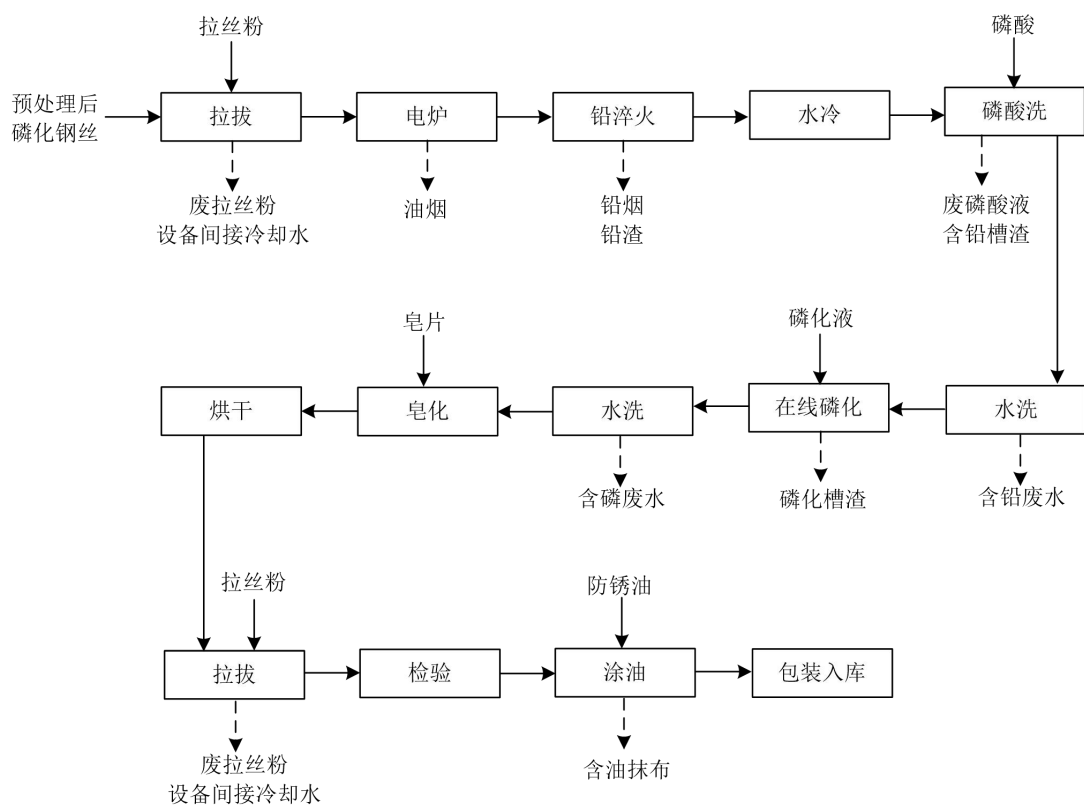 拉丝粉
磷酸
预处理后
磷化钢丝
拉拔
电炉
铅淬火
水冷
磷酸洗
废拉丝粉
设备间接冷却水
油烟
铅烟
铅渣
废磷酸液
含铅槽渣
皂片
磷化液
烘干
皂化
水洗
在线磷化
水洗
含磷废水
磷化槽渣
含铅废水
拉丝粉
防锈油
拉拔
检验
涂油
包装入库
废拉丝粉
设备间接冷却水
含油抹布